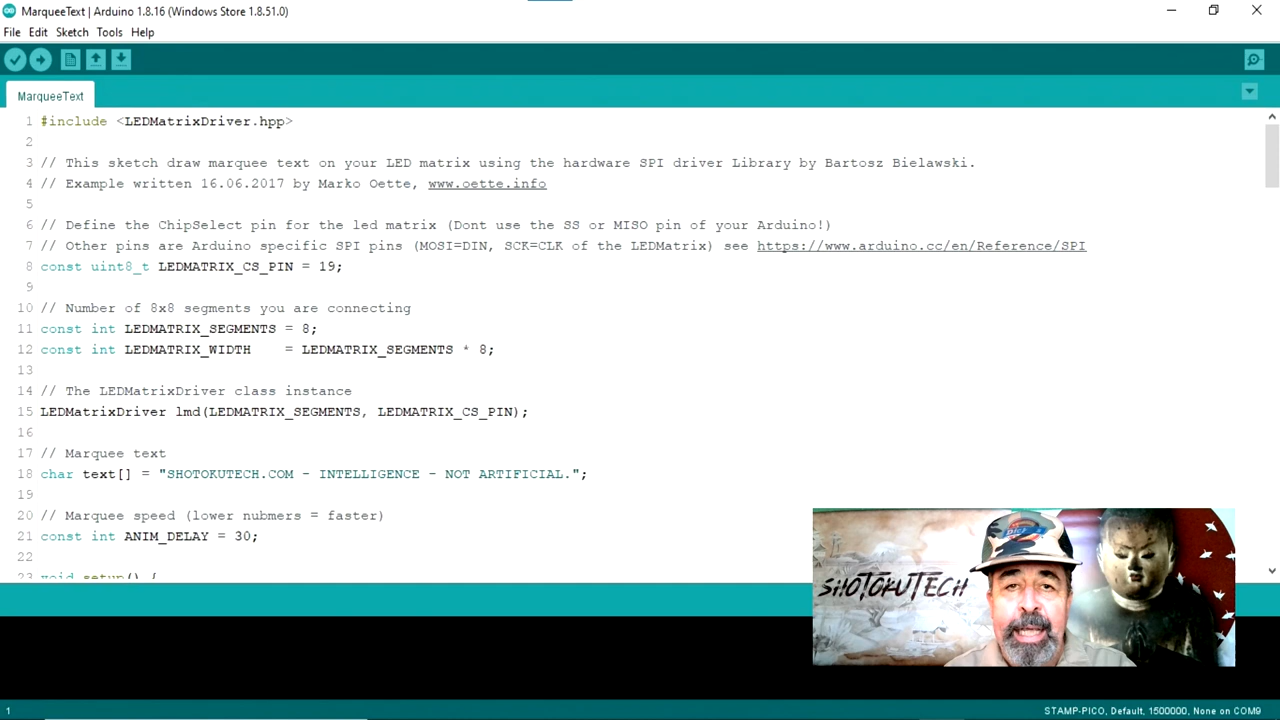 MarqueeText | Arduino 1.8.16 (Windows Store 1.8.51.0)
File Edit Sketch Tools Help
MarqueeText
1 #include <LEDMatrixDriver.hpp>
2
3 // This sketch draw marquee text on your LED matrix using the hardware SPI driver Library by Bartosz Bielawski.
4 // Example written 16.06.2017 by Marko Oette, www.oette.info
5
6 // Define the ChipSelect pin for the led matrix (Dont use the SS or MISO pin of your Arduino!)
7 // Other pins are Arduino specific SPI pins (MOSI=DIN, SCK=CLK of the LEDMatrix) see https://www.arduino.cc/en/Reference/SPI
8 const uint8_t LEDMATRIX_CS_PIN = 19;
9
10 // Number of 8x8 segments you are connecting
11 const int LEDMATRIX_SEGMENTS = 8;
12 const int LEDMATRIX_WIDTH    = LEDMATRIX_SEGMENTS * 8;
13
14 // The LEDMatrixDriver class instance
15 LEDMatrixDriver lmd(LEDMATRIX_SEGMENTS, LEDMATRIX_CS_PIN);
16
17 // Marquee text
18 char text[] = "SHOTOKUTECH.COM - INTELLIGENCE - NOT ARTIFICIAL.";
19
20 // Marquee speed (lower nubmers = faster)
21 const int ANIM_DELAY = 30;
22
23 void setup() {
SHOTOKUTECH
1
STAMP-PICO, Default, 1500000, None on COM9